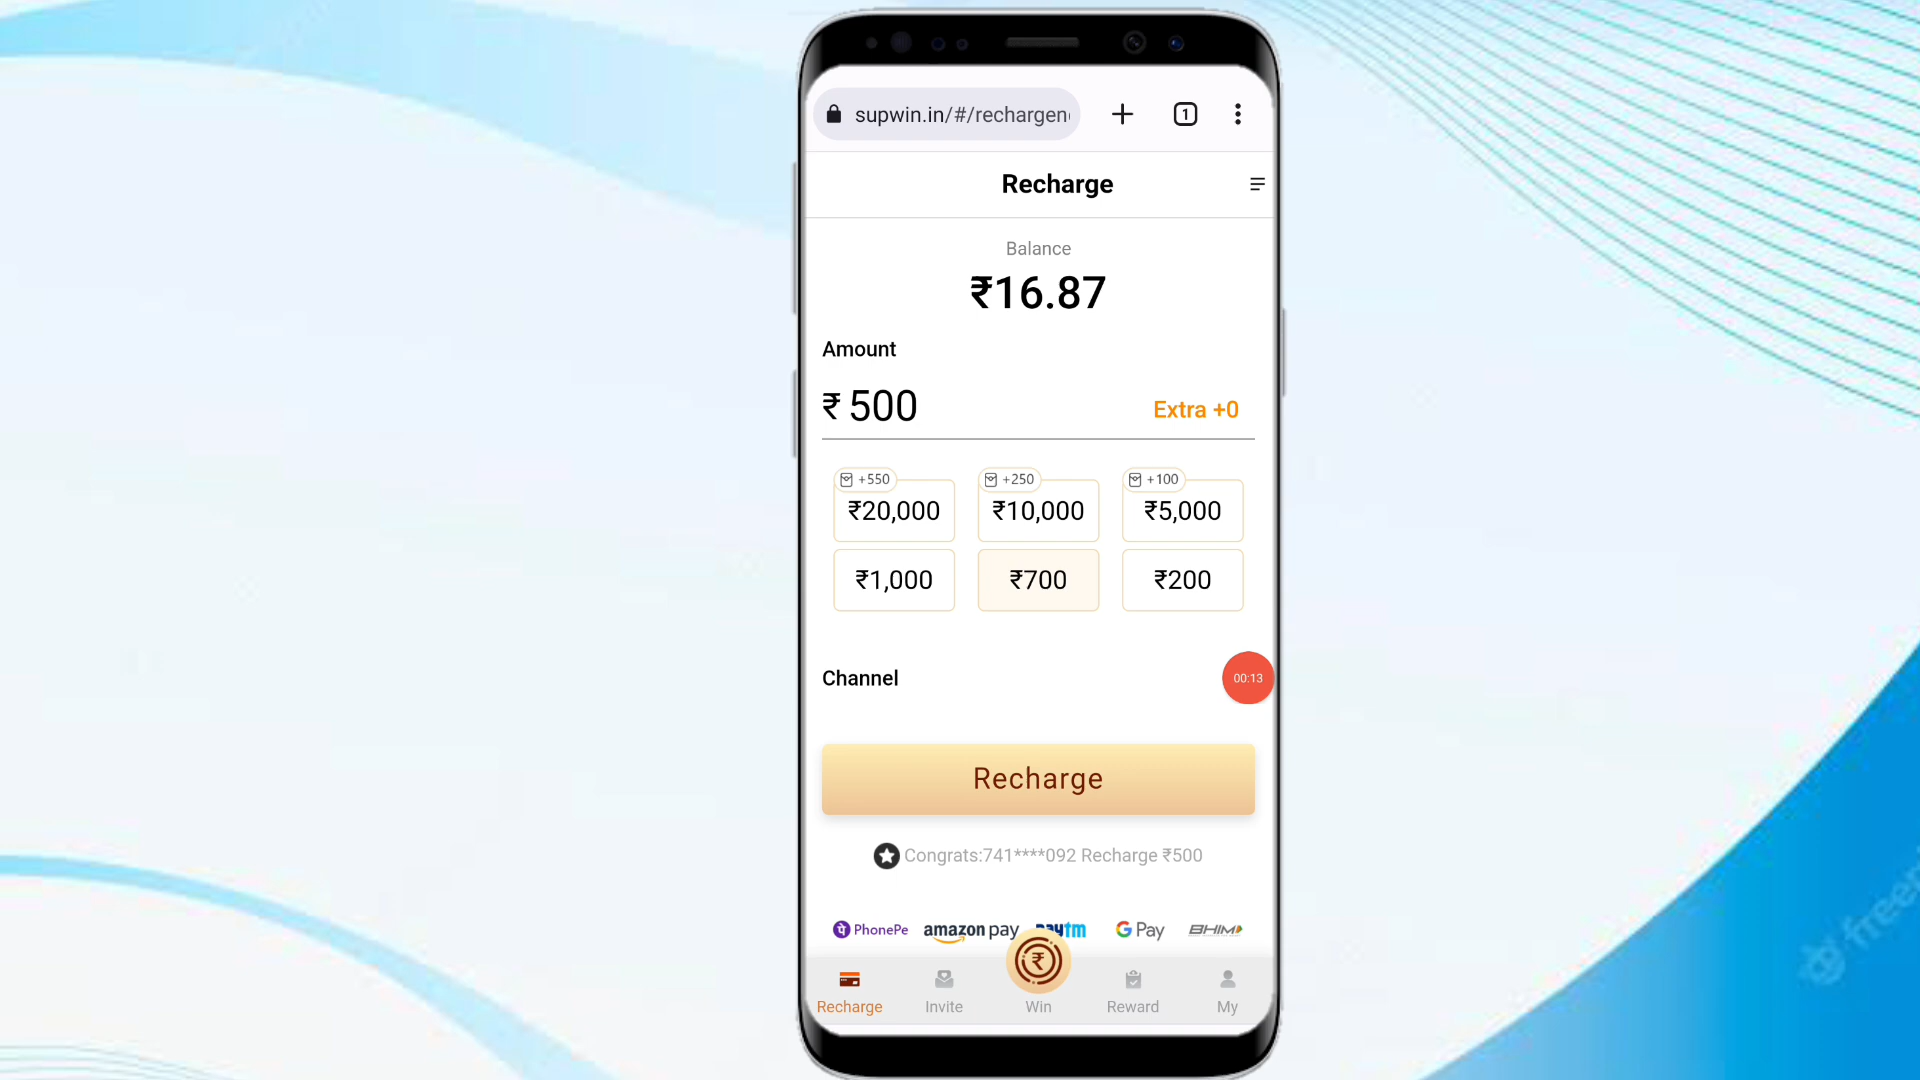 supwin.in/#/rechargen
1
Recharge
Balance
₹16.87
Amount
₹ 500
Extra +0
+550
+250
+100
₹20,000
₹10,000
₹5,000
₹1,000
₹700
₹200
Channel
00:13
Recharge
Congrats:741****092 Recharge ₹500
PhonePe
amazon pay
paytm
G Pay
BHIM
Recharge
Invite
Win
Reward
My